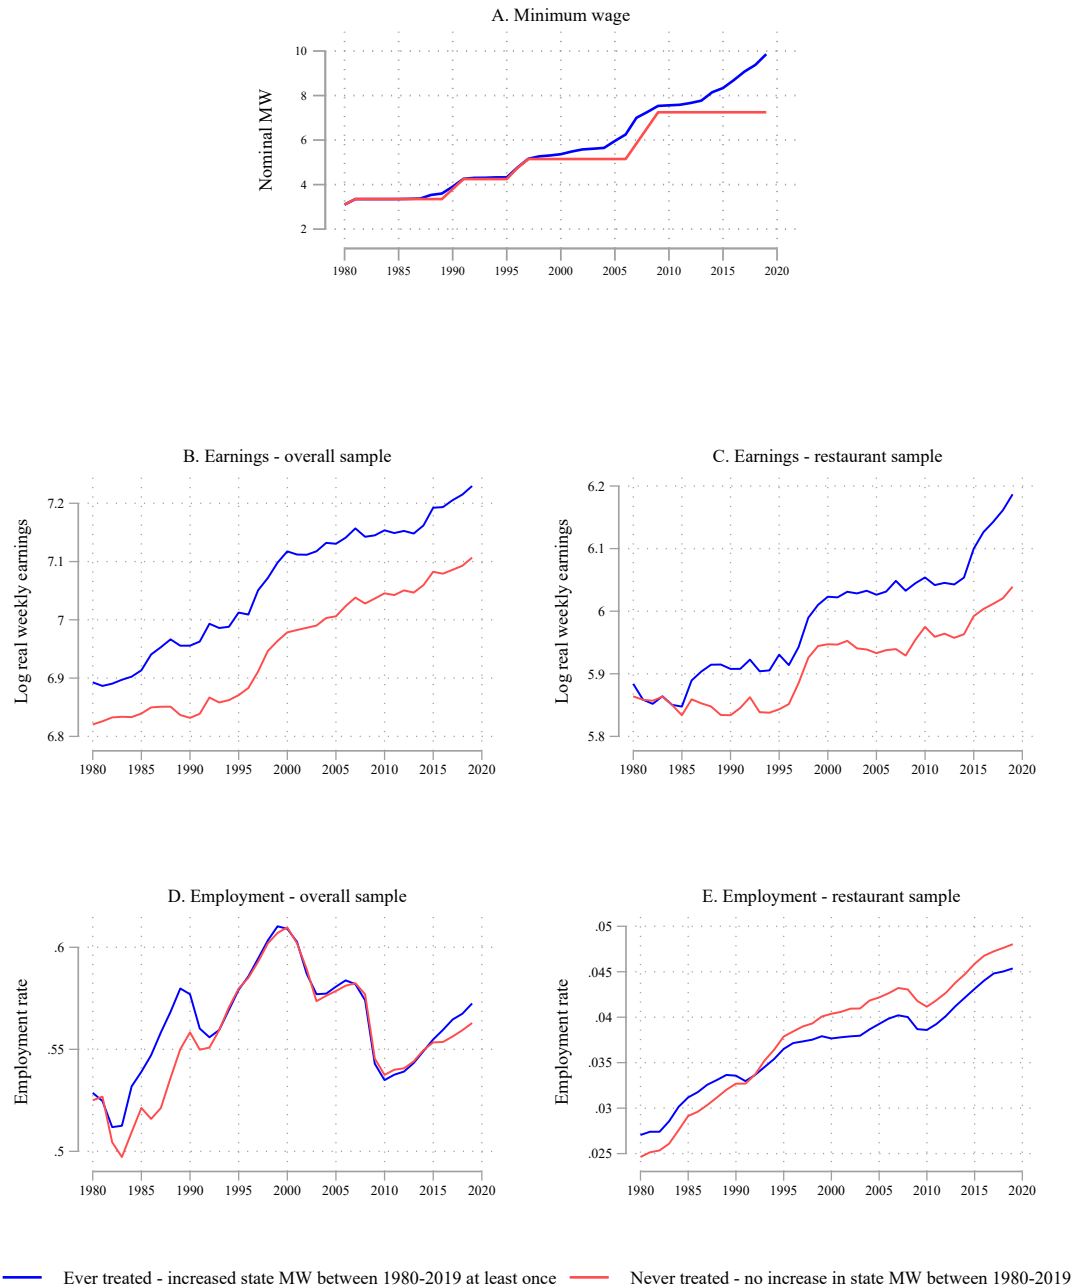 A. Minimum wage
Nominal MW
10
8
6
4
2
1980 1985 1990 1995 2000 2005 2010 2015 2020
B. Earnings - overall sample
Log real weekly earnings
7.2
7.1
7
6.9
6.8
1980 1985 1990 1995 2000 2005 2010 2015 2020
C. Earnings - restaurant sample
Log real weekly earnings
6.2
6.1
6
5.9
5.8
1980 1985 1990 1995 2000 2005 2010 2015 2020
D. Employment - overall sample
Employment rate
.6
.55
.5
1980 1985 1990 1995 2000 2005 2010 2015 2020
E. Employment - restaurant sample
Employment rate
.05
.045
.04
.035
.03
.025
1980 1985 1990 1995 2000 2005 2010 2015 2020
Ever treated - increased state MW between 1980-2019 at least once
Never treated - no increase in state MW between 1980-2019